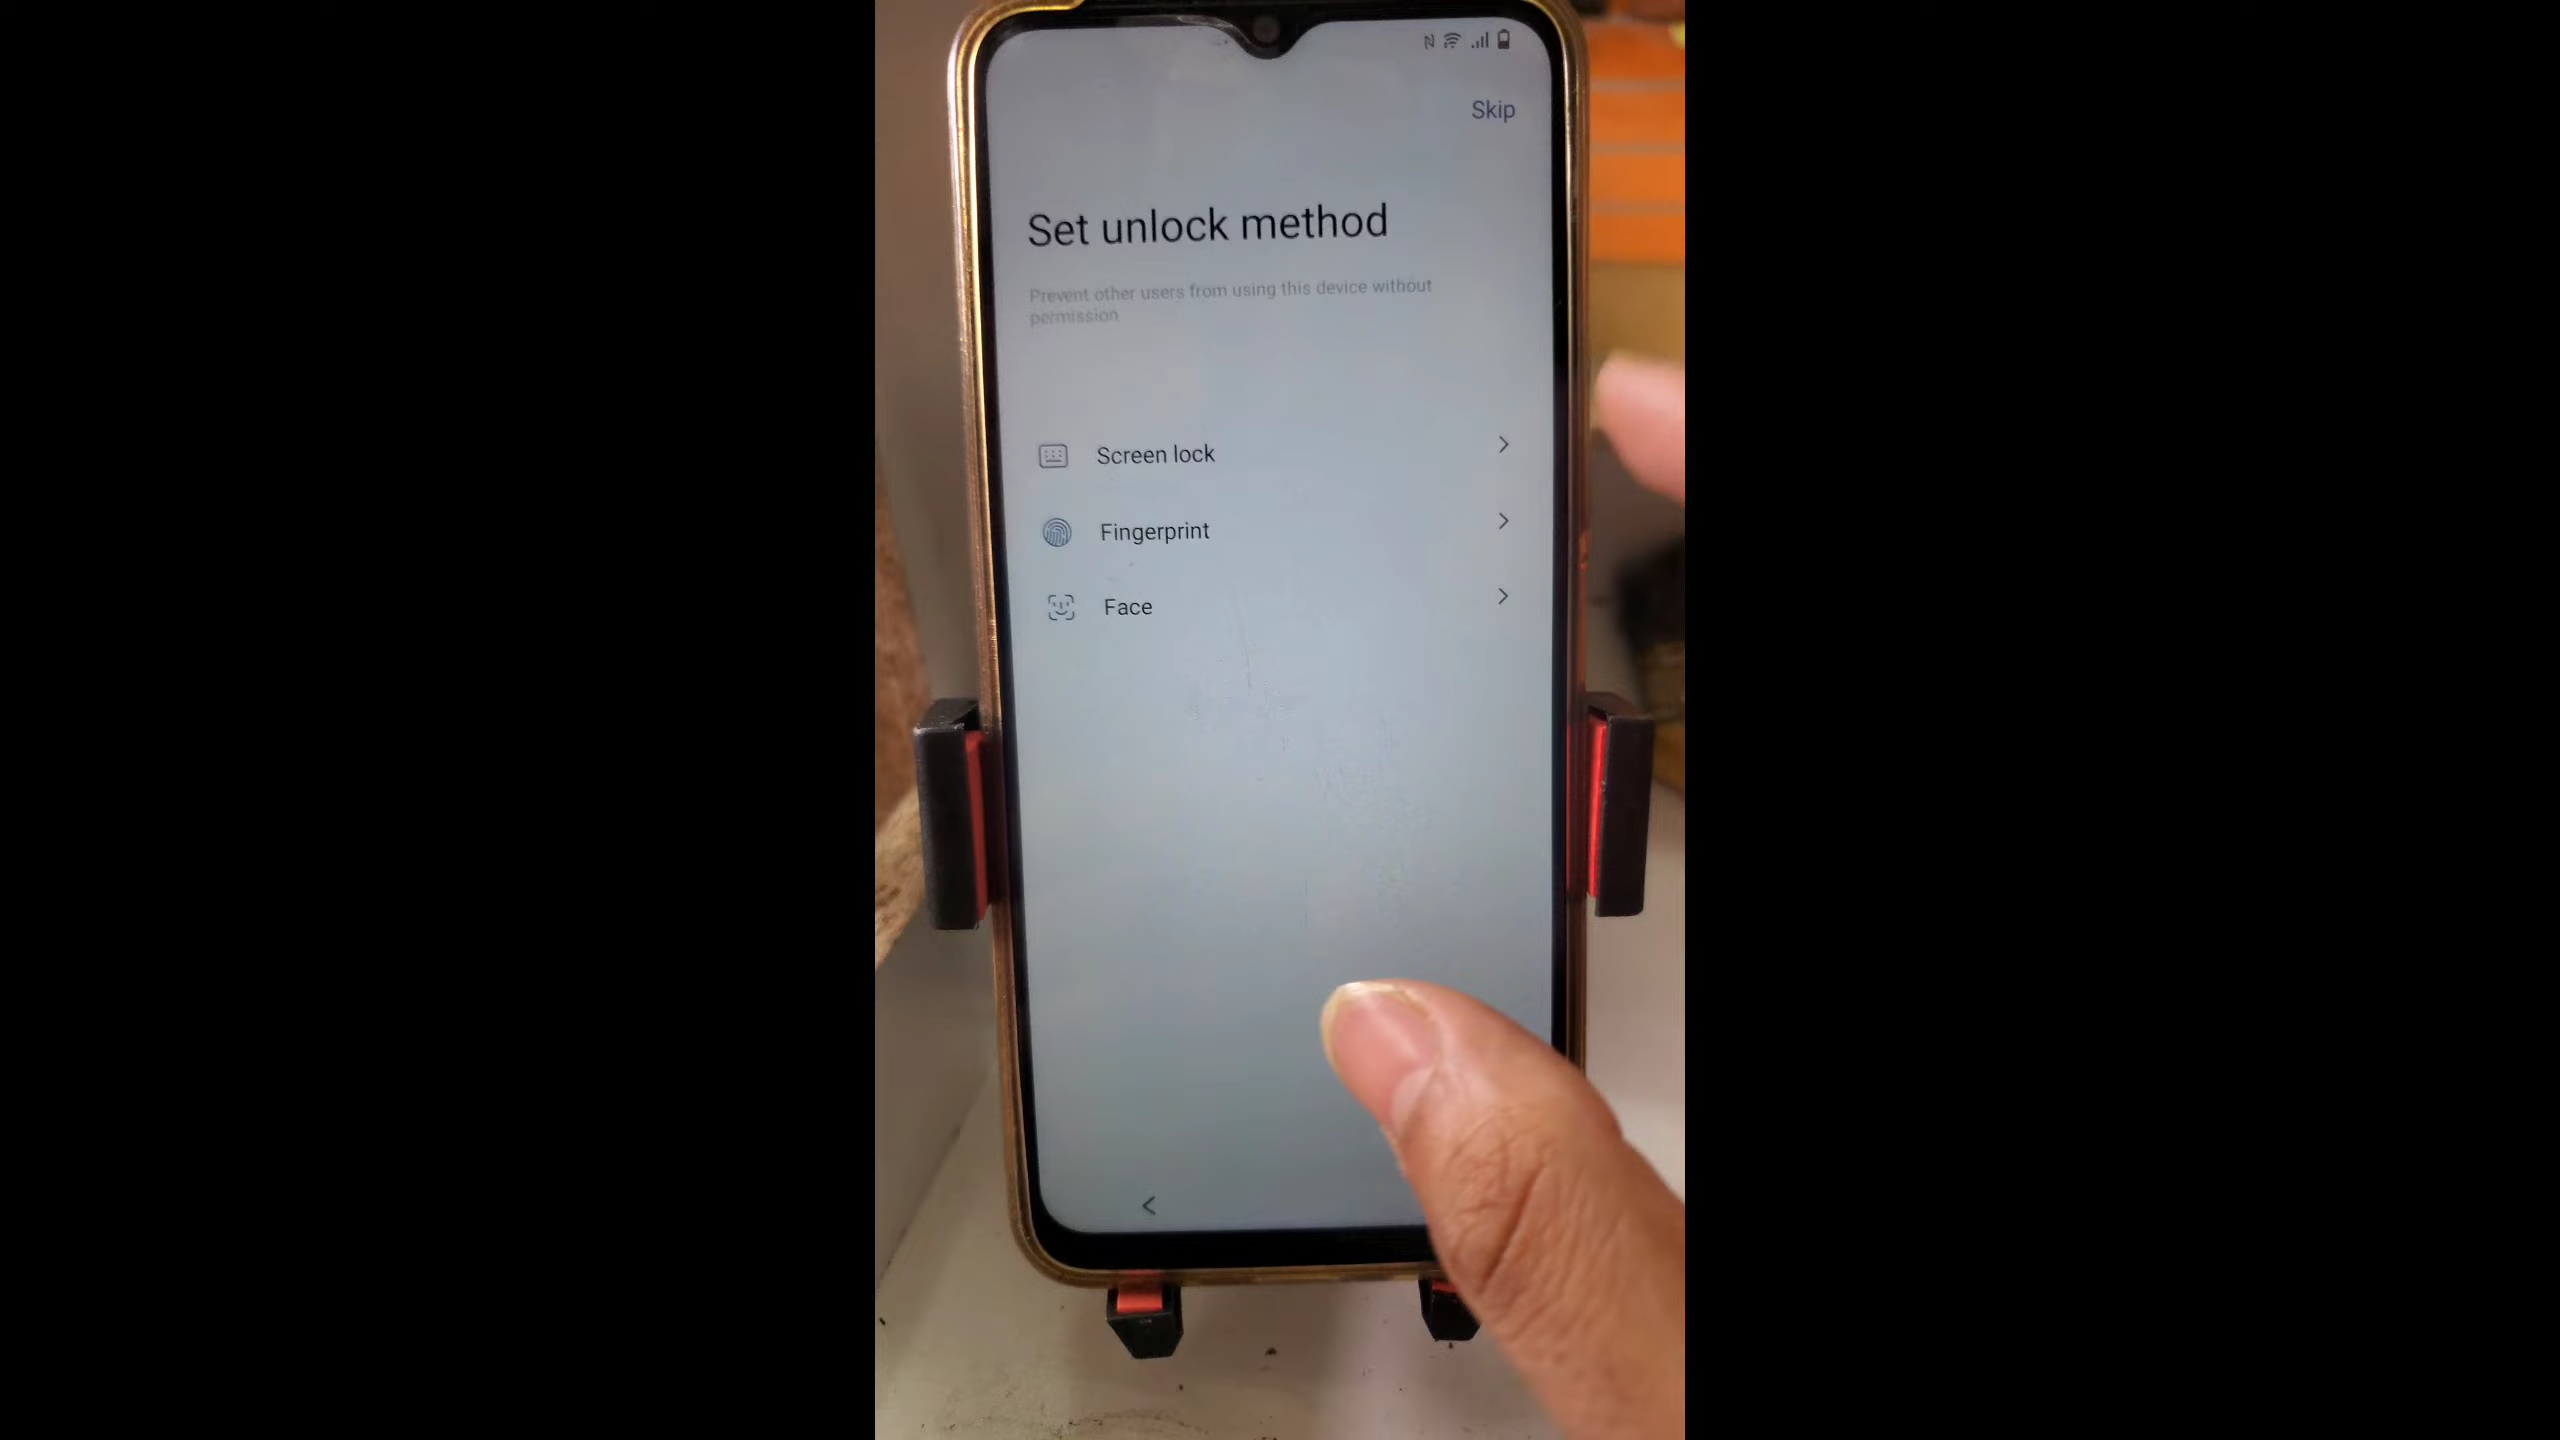 Skip
Set unlock method
Prevent other users from using this device without
permission
Screen lock
Fingerprint
Face